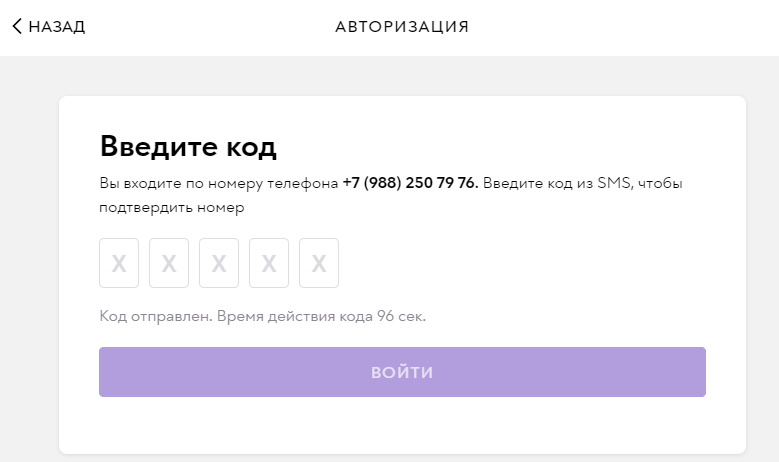 НАЗАД
АВТОРИЗАЦИЯ
Введите код
Вы входите по номеру телефона +7 (988) 250 79 76. Введите код из SMS, чтобы
подтвердить номер
X X X X X
Код отправлен. Время действия кода 96 сек.
ВОЙТИ